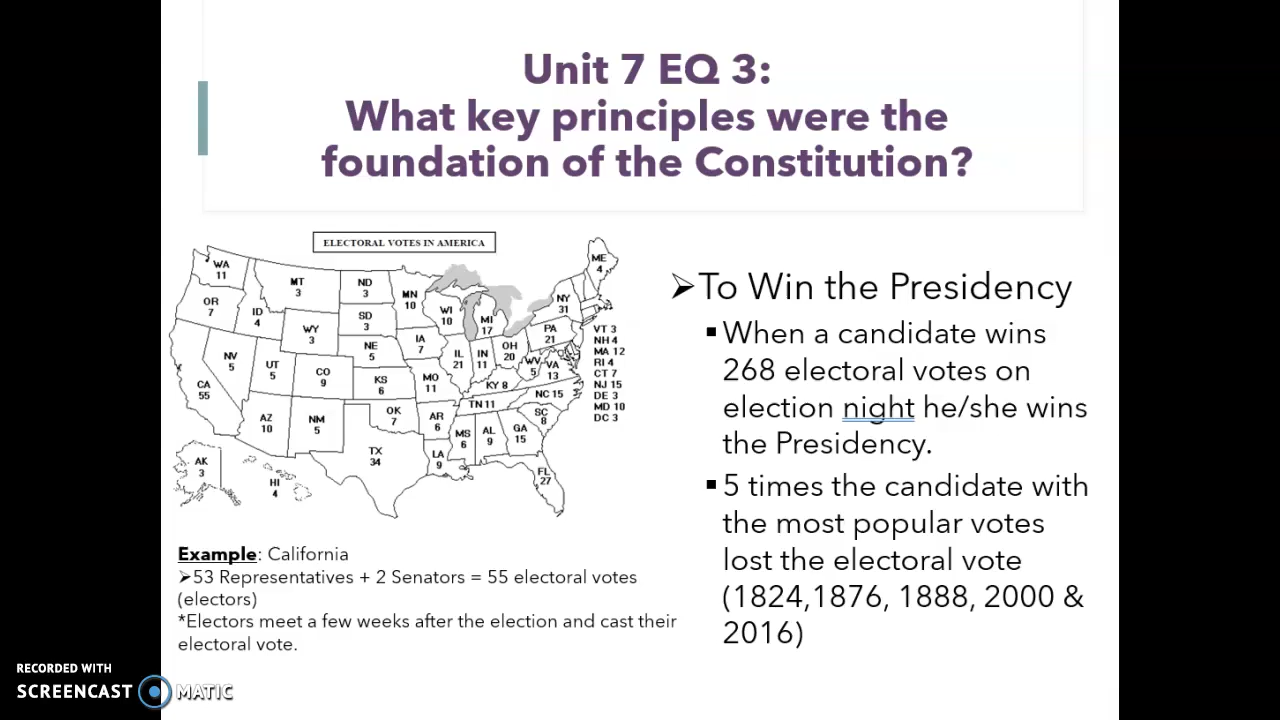 Unit 7 EQ 3:
What key principles were the
foundation of the Constitution?
ELECTORAL VOTES IN AMERICA
WA
11
OR
7
CA
55
NV
5
ID
4
MT
3
WY
3
UT
5
AZ
10
CO
9
NM
5
ND
3
SD
3
NE
5
KS
6
OK
7
TX
34
MN
10
IA
7
MO
11
AR
6
LA
9
WI
10
IL
21
MI
17
IN
11
OH
20
KY 8
TN 11
MS
6
AL
9
GA
15
FL
27
SC
8
NC 15
WV
5
VA
13
PA
21
NY
31
ME
4
AK
3
HI
4
VT 3
NH 4
MA 12
RI 4
CT 7
NJ 15
DE 3
MD 10
DC 3
Example: California
➢53 Representatives + 2 Senators = 55 electoral votes
(electors)
*Electors meet a few weeks after the election and cast their
electoral vote.
➢To Win the Presidency
▪When a candidate wins
268 electoral votes on
election night he/she wins
the Presidency.
▪5 times the candidate with
the most popular votes
lost the electoral vote
(1824,1876, 1888, 2000 &
2016)
RECORDED WITH
SCREENCAST MATIC